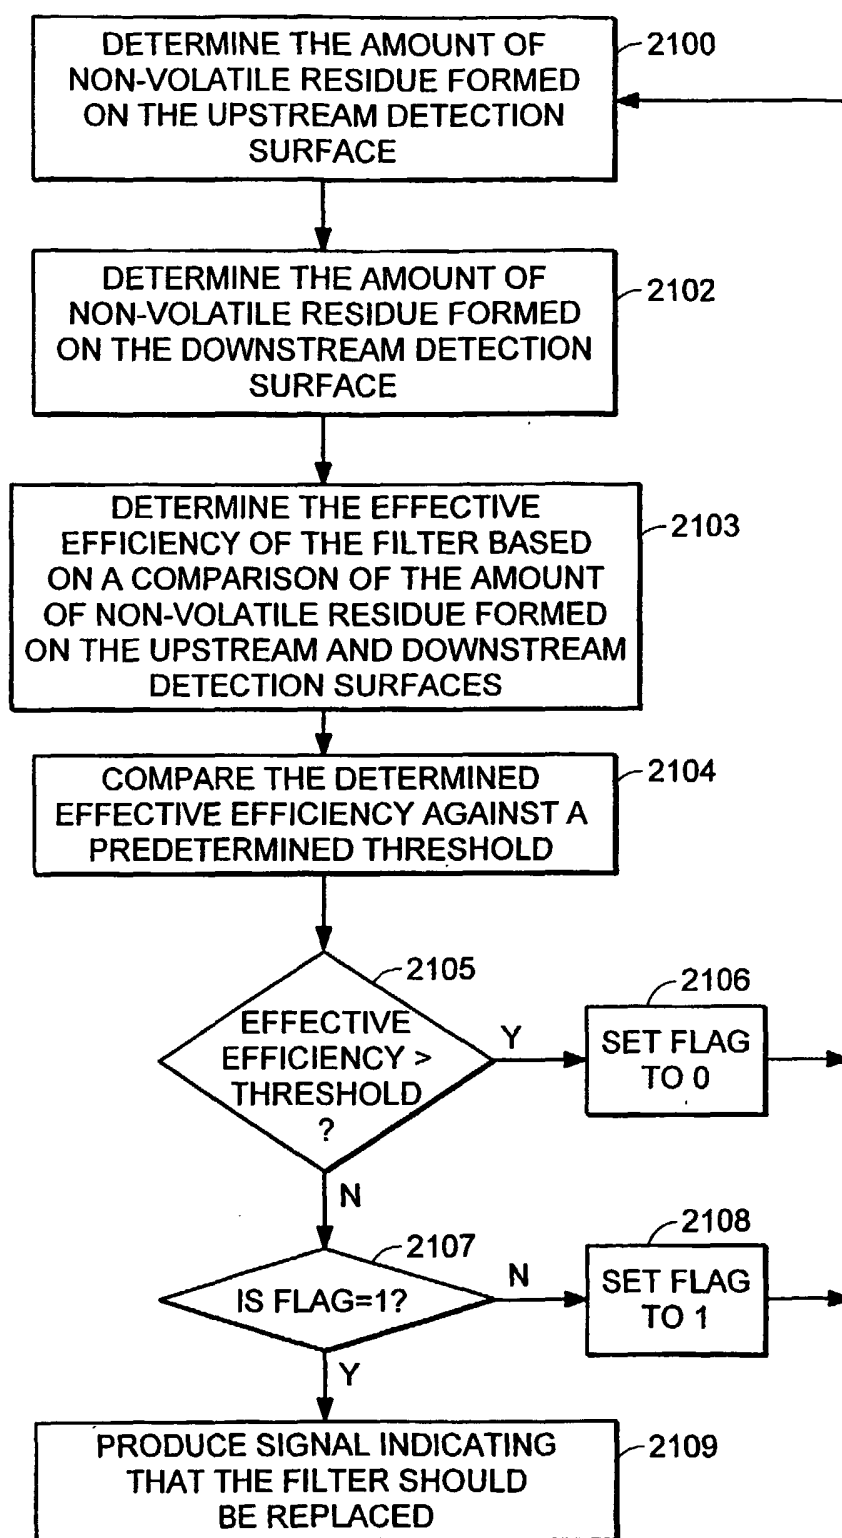 DETERMINE THE AMOUNT OF
NON-VOLATILE RESIDUE FORMED
ON THE UPSTREAM DETECTION
SURFACE
2100
DETERMINE THE AMOUNT OF
NON-VOLATILE RESIDUE FORMED
ON THE DOWNSTREAM DETECTION
SURFACE
2102
DETERMINE THE EFFECTIVE
EFFICIENCY OF THE FILTER BASED
ON A COMPARISON OF THE AMOUNT
OF NON-VOLATILE RESIDUE FORMED
ON THE UPSTREAM AND DOWNSTREAM
DETECTION SURFACES
2103
COMPARE THE DETERMINED
EFFECTIVE EFFICIENCY AGAINST A
PREDETERMINED THRESHOLD
2104
2105
EFFECTIVE
EFFICIENCY >
THRESHOLD
?
Y
2106
SET FLAG
TO 0
N
2107
IS FLAG=1?
N
2108
SET FLAG
TO 1
Y
PRODUCE SIGNAL INDICATING
THAT THE FILTER SHOULD
BE REPLACED
2109